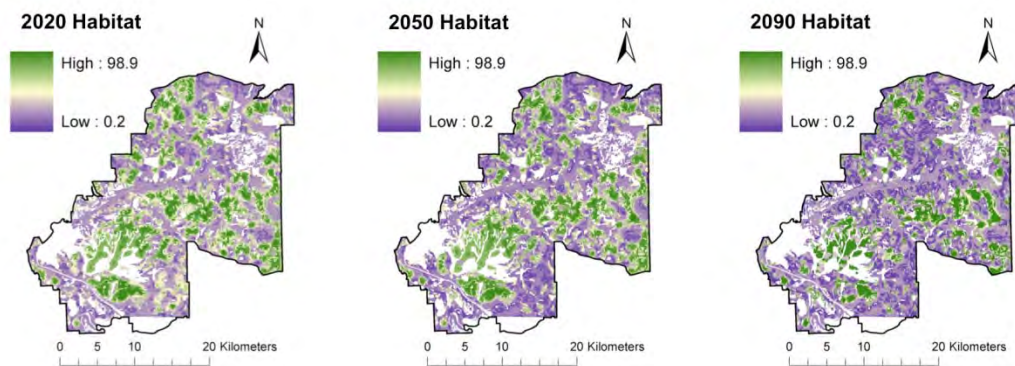 2020 Habitat
N
High : 98.9
Low : 0.2
0 5 10 20 Kilometers
2050 Habitat
N
High : 98.9
Low : 0.2
0 5 10 20 Kilometers
2090 Habitat
N
High : 98.9
Low : 0.2
0 5 10 20 Kilometers